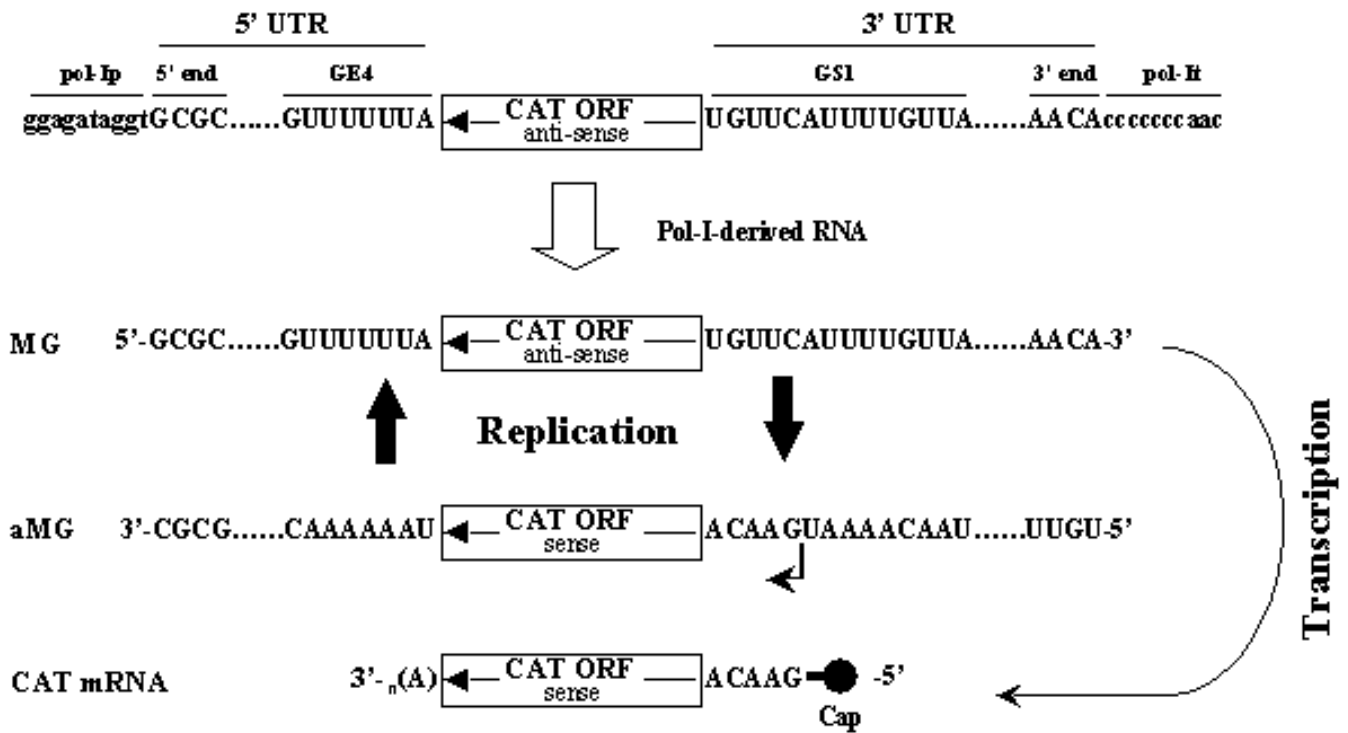 5’ UTR 3’ UTR
pol-Ip 5’ end GE4 GS1 3’ end pol-It
ggagataggtGCGC......GUUUUUUA CAT ORF UGUUCAUUUUGUUA......AACAcccccccaac
anti-sense
Pol-I-derived RNA
MG 5’-GCGC......GUUUUUUA CAT ORF UGUUCAUUUUGUUA......AACA-3’
anti-sense
Replication
Transcription
aMG 3’-CGCG......CAAAAAAU CAT ORF ACAAGUAAAACAAU......UUGU-5’
sense
CAT mRNA 3’-n(A) CAT ORF ACAAG -5’
sense
Cap